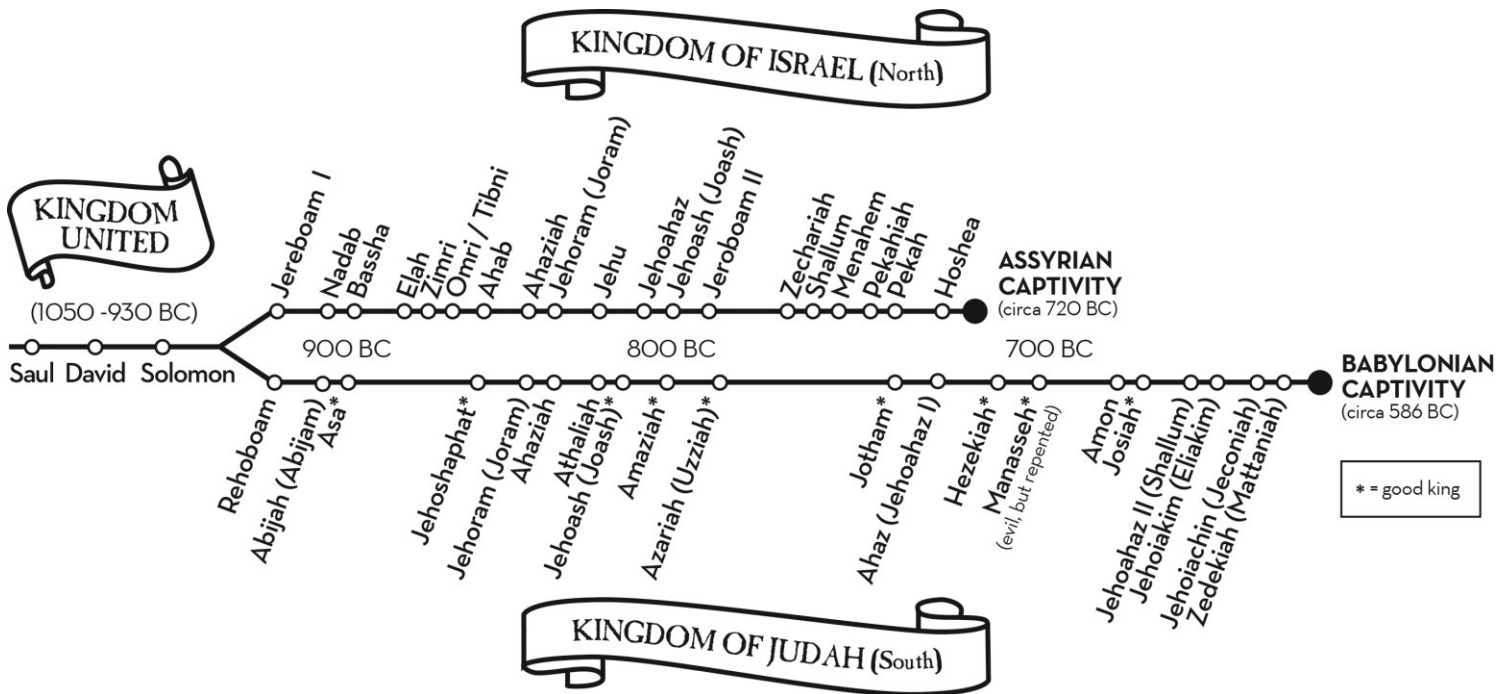 KINGDOM OF ISRAEL (North)
KINGDOM
UNITED
(1050 -930 BC)
Jereboam I
Nadab
Bassha
Elah
Zimri
Omri / Tibni
Ahab
Ahaziah
Jehoram (Joram)
Jehu
Jehoahaz
Jehoash (Joash)
Jeroboam II
Zechariah
Shallum
Menahem
Pekahiah
Pekah
Hoshea
ASSYRIAN
CAPTIVITY
(circa 720 BC)
Saul
David
Solomon
900 BC
800 BC
700 BC
Rehoboam
Abijah (Abijam)
Asa*
Jehoshaphat*
Jehoram (Joram)
Ahaziah
Athaliah
Jehoash (Joash)*
Amaziah*
Azariah (Uzziah)*
Jotham*
Ahaz (Jehoahaz I)
Hezekiah*
Manasseh*
(evil, but repented)
Amon
Josiah*
Jehoahaz II (Shallum)
Jehoiakim (Eliakim)
Jehoiachin (Jeconiah)
Zedekiah (Mattaniah)
BABYLONIAN
CAPTIVITY
(circa 586 BC)
* = good king
KINGDOM OF JUDAH (South)